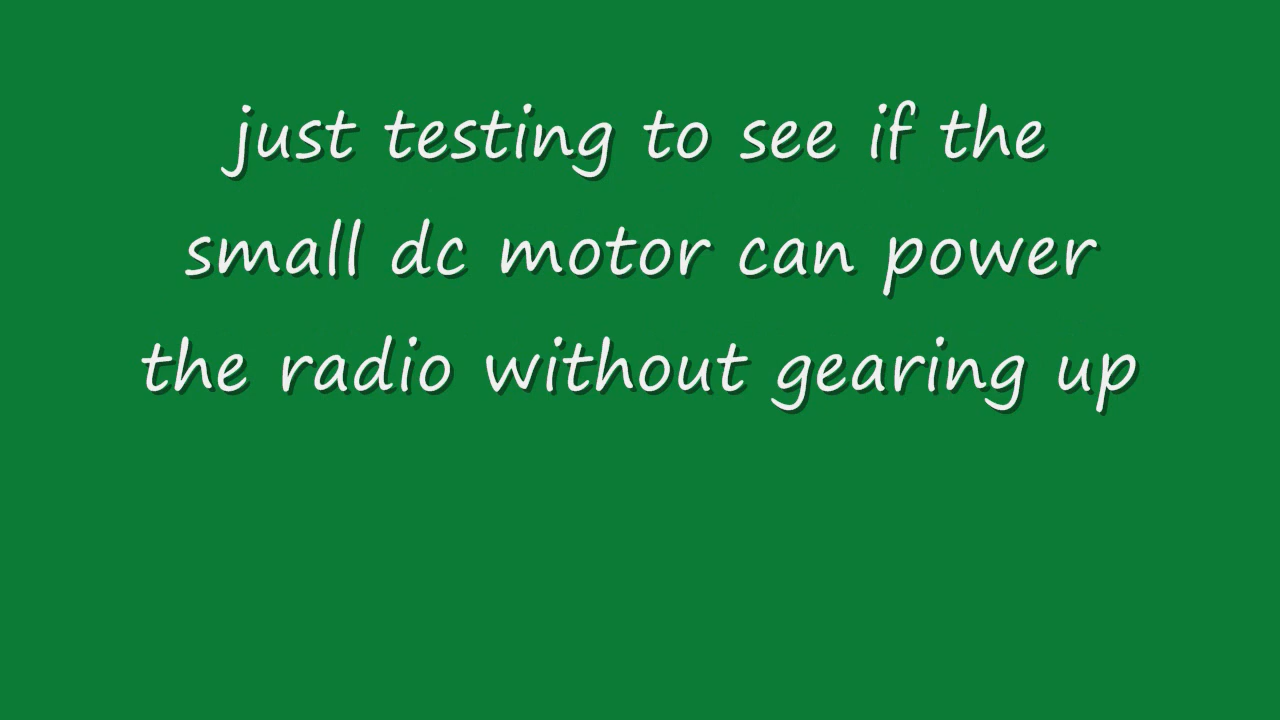 just testing to see if the
small dc motor can power
the radio without gearing up